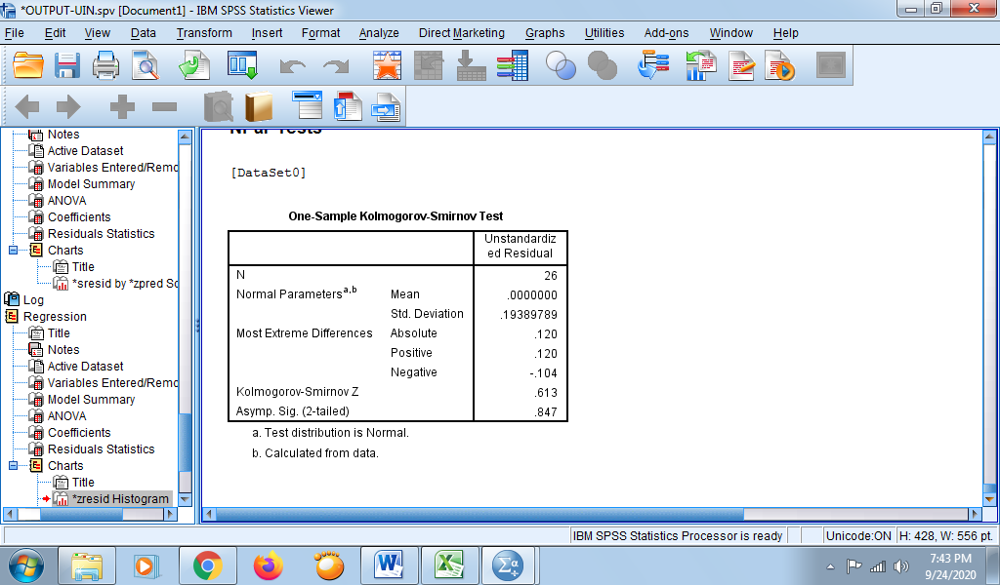 *OUTPUT-UIN.spv [Document1] - IBM SPSS Statistics Viewer
File Edit View Data Transform Insert Format Analyze Direct Marketing Graphs Utilities Add-ons Window Help
Notes
Active Dataset
Variables Entered/Remo
Model Summary
ANOVA
Coefficients
Residuals Statistics
Charts
Title
*sresid by *zpred Sc
Log
Regression
Title
Notes
Active Dataset
Variables Entered/Remo
Model Summary
ANOVA
Coefficients
Residuals Statistics
Charts
Title
*zresid Histogram
[DataSet0]
One-Sample Kolmogorov-Smirnov Test
Unstandardiz
ed Residual
N 26
Normal Parametersa,b Mean .0000000
Std. Deviation .19389789
Most Extreme Differences Absolute .120
Positive .120
Negative -.104
Kolmogorov-Smirnov Z .613
Asymp. Sig. (2-tailed) .847
a. Test distribution is Normal.
b. Calculated from data.
IBM SPSS Statistics Processor is ready Unicode:ON H: 428, W: 556 pt.
7:43 PM
9/24/2020